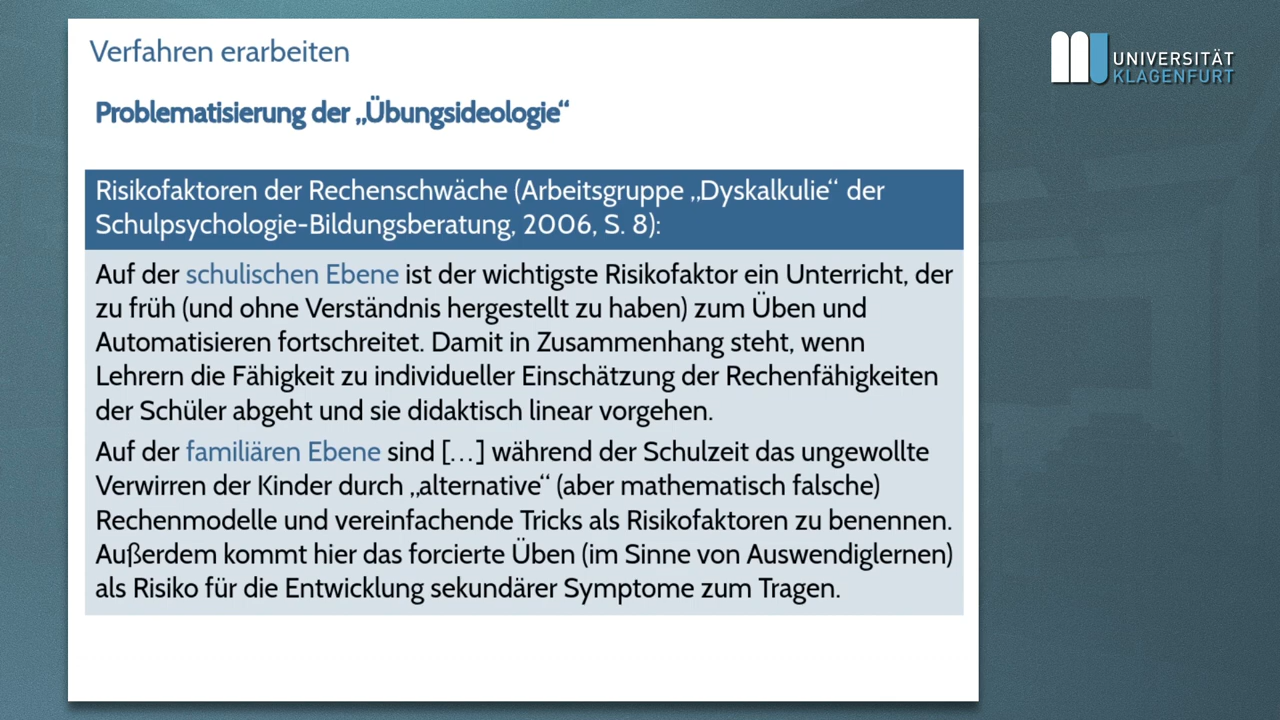 Verfahren erarbeiten
Problematisierung der „Übungsideologie“
Risikofaktoren der Rechenschwäche (Arbeitsgruppe „Dyskalkulie“ der
Schulpsychologie-Bildungsberatung, 2006, S. 8):
Auf der schulischen Ebene ist der wichtigste Risikofaktor ein Unterricht, der
zu früh (und ohne Verständnis hergestellt zu haben) zum Üben und
Automatisieren fortschreitet. Damit in Zusammenhang steht, wenn
Lehrern die Fähigkeit zu individueller Einschätzung der Rechenfähigkeiten
der Schüler abgeht und sie didaktisch linear vorgehen.
Auf der familiären Ebene sind […] während der Schulzeit das ungewollte
Verwirren der Kinder durch „alternative“ (aber mathematisch falsche)
Rechenmodelle und vereinfachende Tricks als Risikofaktoren zu benennen.
Außerdem kommt hier das forcierte Üben (im Sinne von Auswendiglernen)
als Risiko für die Entwicklung sekundärer Symptome zum Tragen.
UNIVERSITÄT
KLAGENFURT